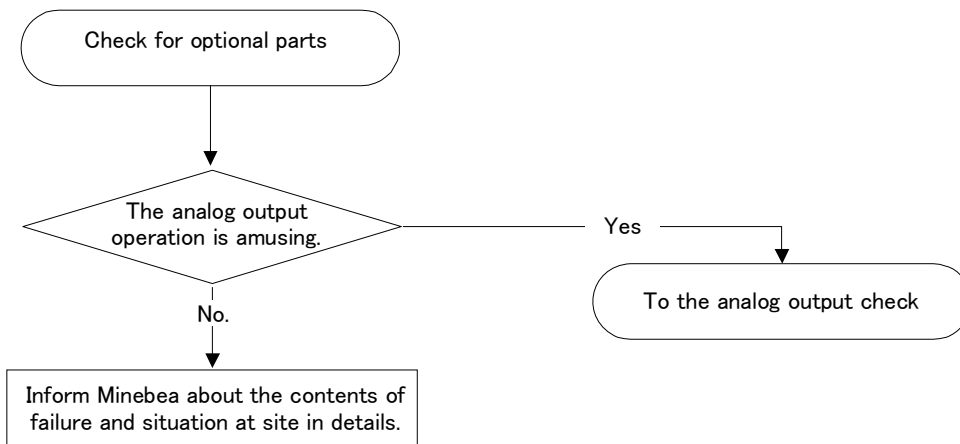 Check for optional parts
The analog output
operation is amusing.
Yes
To the analog output check
No.
Inform Minebea about the contents of
failure and situation at site in details.